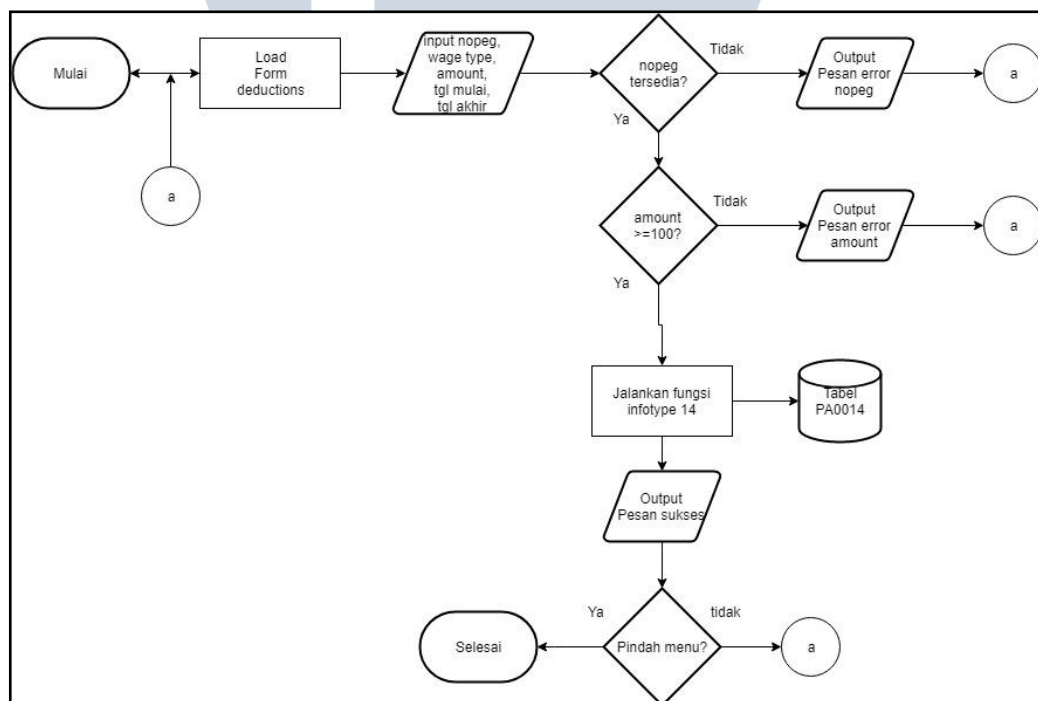 Mulai
Load
Form
deductions
input nopeg,
wage type,
amount,
tgl mulai,
tgl akhir
nopeg
tersedia?
Tidak
Output
Pesan error
nopeg
a
Ya
a
amount
>=100?
Tidak
Output
Pesan error
amount
a
Ya
Jalankan fungsi
infotype 14
Tabel
PA0014
Output
Pesan sukses
Ya
tidak
Selesai
Pindah menu?
a